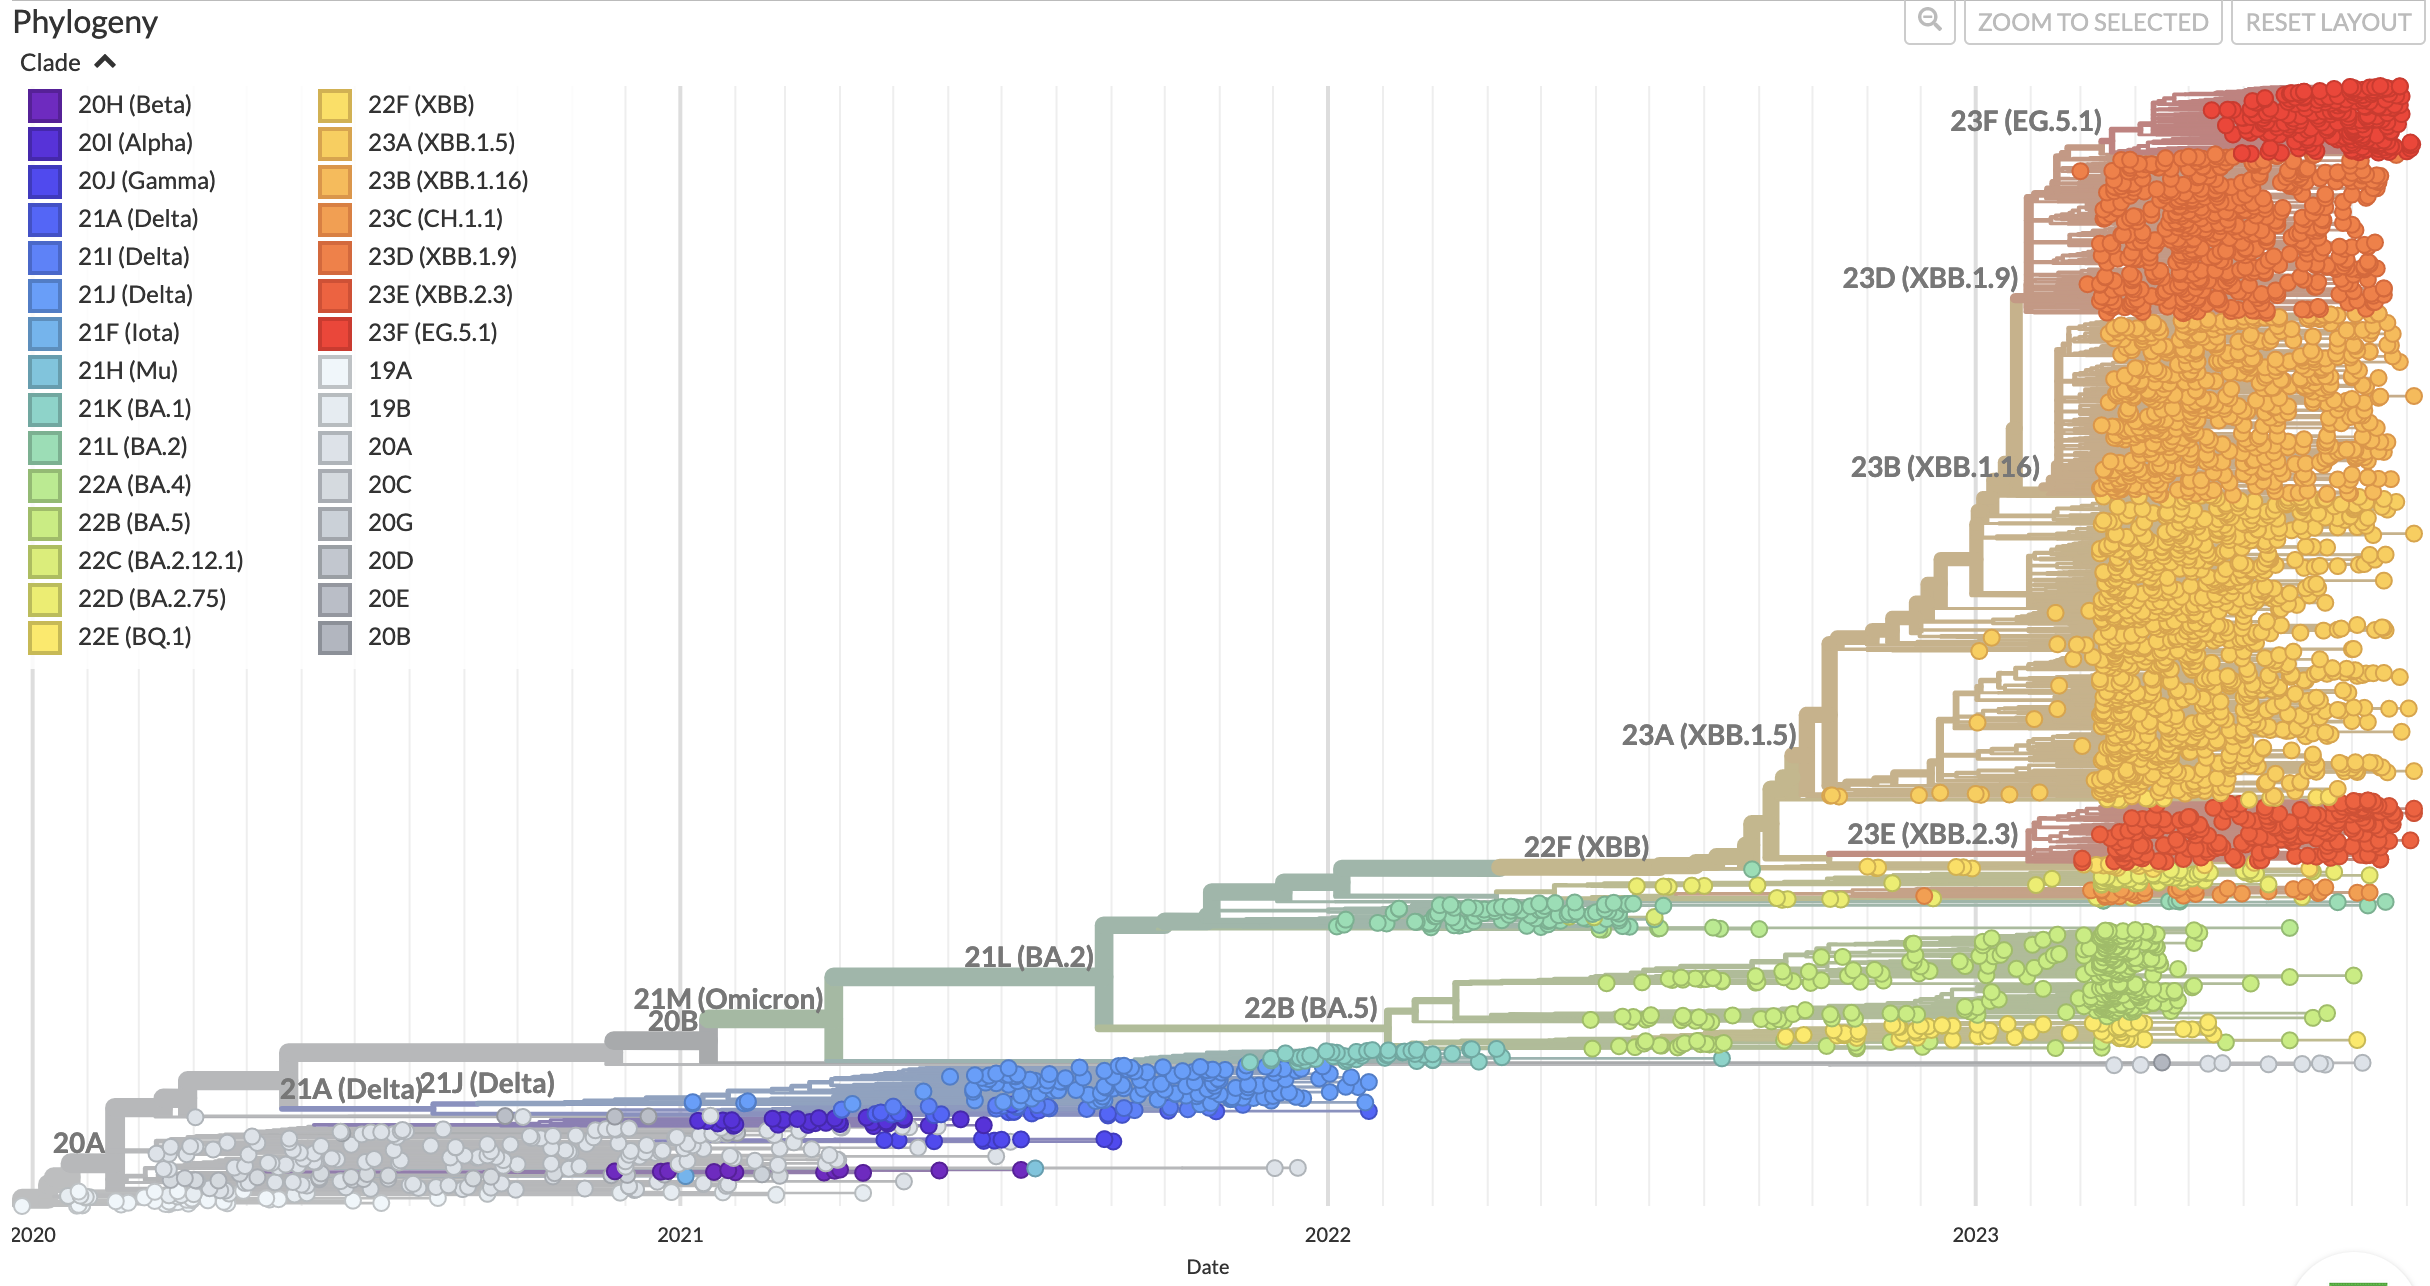 Phylogeny
ZOOM TO SELECTED
RESET LAYOUT
Clade
20H (Beta)
20I (Alpha)
20J (Gamma)
21A (Delta)
21I (Delta)
21J (Delta)
21F (Iota)
21H (Mu)
21K (BA.1)
21L (BA.2)
22A (BA.4)
22B (BA.5)
22C (BA.2.12.1)
22D (BA.2.75)
22E (BQ.1)
22F (XBB)
23A (XBB.1.5)
23B (XBB.1.16)
23C (CH.1.1)
23D (XBB.1.9)
23E (XBB.2.3)
23F (EG.5.1)
19A
19B
20A
20C
20G
20D
20E
20B
23F (EG.5.1)
23D (XBB.1.9)
23B (XBB.1.16)
23A (XBB.1.5)
23E (XBB.2.3)
22F (XBB)
21L (BA.2)
21M (Omicron)
22B (BA.5)
20B
21A (Delta)
21J (Delta)
20A
2020
2021
2022
2023
Date